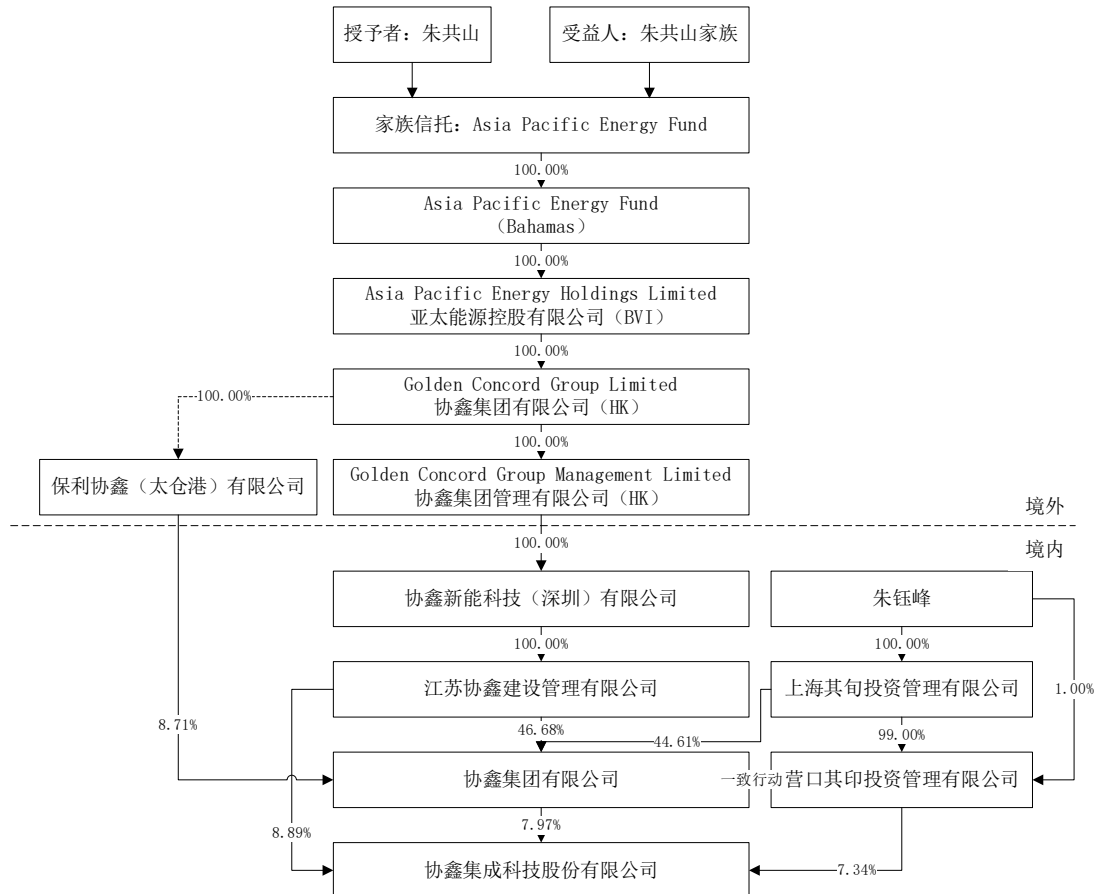 授予者：朱共山
受益人：朱共山家族
家族信托：Asia Pacific Energy Fund
100.00%
Asia Pacific Energy Fund
（Bahamas）
100.00%
Asia Pacific Energy Holdings Limited
亚太能源控股有限公司（BVI）
100.00%
Golden Concord Group Limited
协鑫集团有限公司（HK）
100.00%
100.00%
保利协鑫（太仓港）有限公司
Golden Concord Group Management Limited
协鑫集团管理有限公司（HK）
境外
100.00%
境内
协鑫新能科技（深圳）有限公司
朱钰峰
100.00%
100.00%
江苏协鑫建设管理有限公司
上海其旬投资管理有限公司
1.00%
8.71%
46.68%
44.61%
99.00%
协鑫集团有限公司
一致行动
营口其印投资管理有限公司
8.89%
7.97%
协鑫集成科技股份有限公司
7.34%